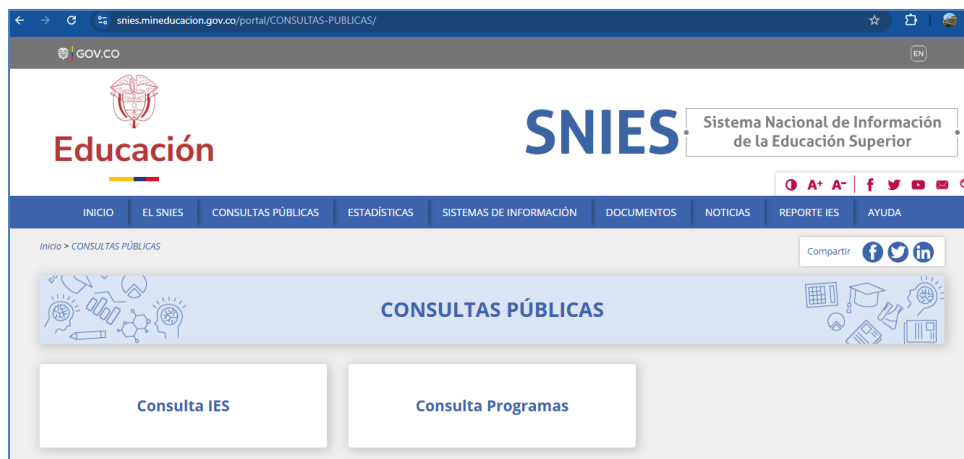 snies.mineducacion.gov.co/portal/CONSULTAS-PUBLICAS/
GOV.CO
EN
Educación
SNIES
Sistema Nacional de Información
de la Educación Superior
A+ A-
INICIO EL SNIES CONSULTAS PÚBLICAS ESTADÍSTICAS SISTEMAS DE INFORMACIÓN DOCUMENTOS NOTICIAS REPORTE IES AYUDA
Inicio > CONSULTAS PÚBLICAS
Compartir
CONSULTAS PÚBLICAS
Consulta IES
Consulta Programas